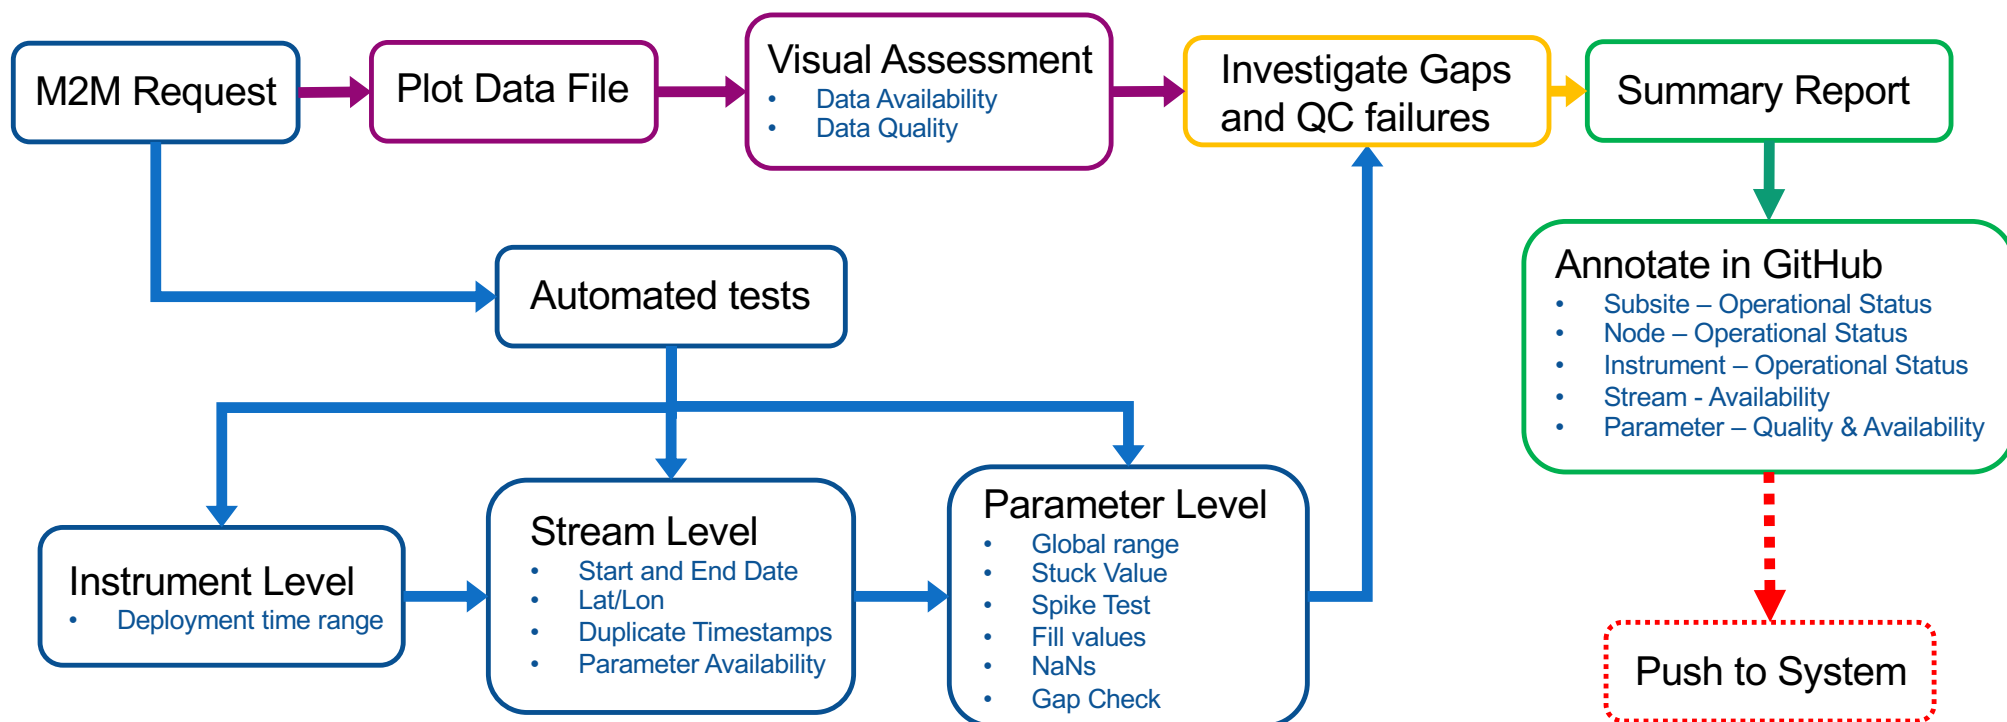 M2M Request
Plot Data File
Visual Assessment
• Data Availability
• Data Quality
Investigate Gaps
and QC failures
Summary Report
Automated tests
Annotate in GitHub
• Subsite – Operational Status
• Node – Operational Status
• Instrument – Operational Status
• Stream - Availability
• Parameter – Quality & Availability
Instrument Level
• Deployment time range
Stream Level
• Start and End Date
• Lat/Lon
• Duplicate Timestamps
• Parameter Availability
Parameter Level
• Global range
• Stuck Value
• Spike Test
• Fill values
• NaNs
• Gap Check
Push to System